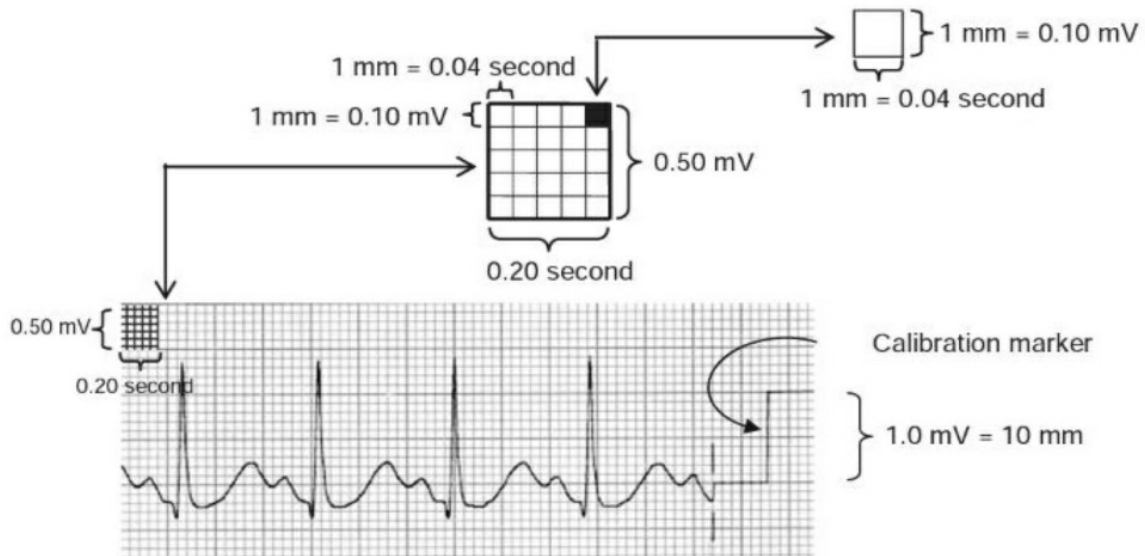 1 mm = 0.10 mV
1 mm = 0.04 second
1 mm = 0.04 second
1 mm = 0.10 mV
0.50 mV
0.20 second
0.50 mV
0.20 second
Calibration marker
1.0 mV = 10 mm